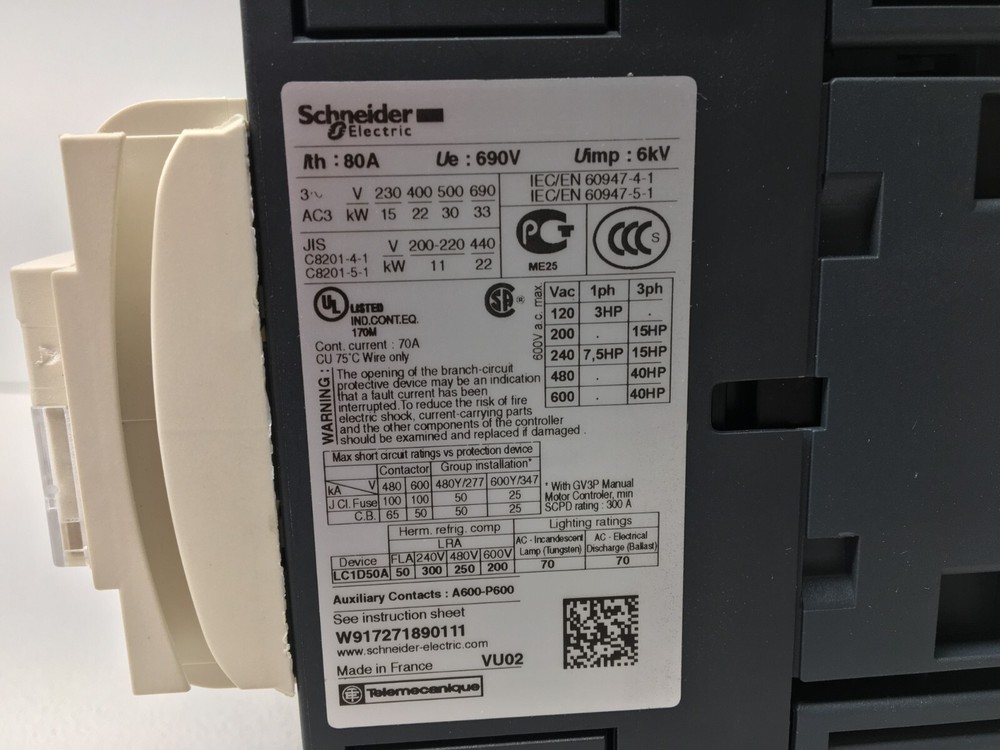 Schneider
Electric
Ith : 80A Ue : 690V Uimp : 6kV
3~ V 230 400 500 690
AC3 kW 15 22 30 33
IEC/EN 60947-4-1
IEC/EN 60947-5-1
JIS
C8201-4-1
C8201-5-1
V 200-220 440
kW 11 22
PCT
ME25
CCC S
UL LISTED
IND.CONT.EQ.
170M
SA ®
Cont. current : 70A
CU 75°C Wire only
600V a.c. max.
Vac 1ph 3ph
120 3HP .
200 . 15HP
240 7,5HP 15HP
480 . 40HP
600 . 40HP
WARNING :
The opening of the branch-circuit
protective device may be an indication
that a fault current has been
interrupted.To reduce the risk of fire
electric shock, current-carrying parts
and the other components of the controller
should be examined and replaced if damaged .
Max short circuit ratings vs protection device
Contactor Group installation*
kA V 480 600 480Y/277 600Y/347
J Cl. Fuse 100 100 50 25
C.B. 65 50 50 25
* With GV3P Manual
Motor Controler, min
SCPD rating : 300 A
Herm. refrig. comp Lighting ratings
LRA
AC - Incandescent
Lamp (Tungsten)
AC - Electrical
Discharge (Ballast)
Device FLA 240V 480V 600V
LC1D50A 50 300 250 200 70 70
Auxiliary Contacts : A600-P600
See instruction sheet
W917271890111
www.schneider-electric.com
Made in France VU02
Telemecanique